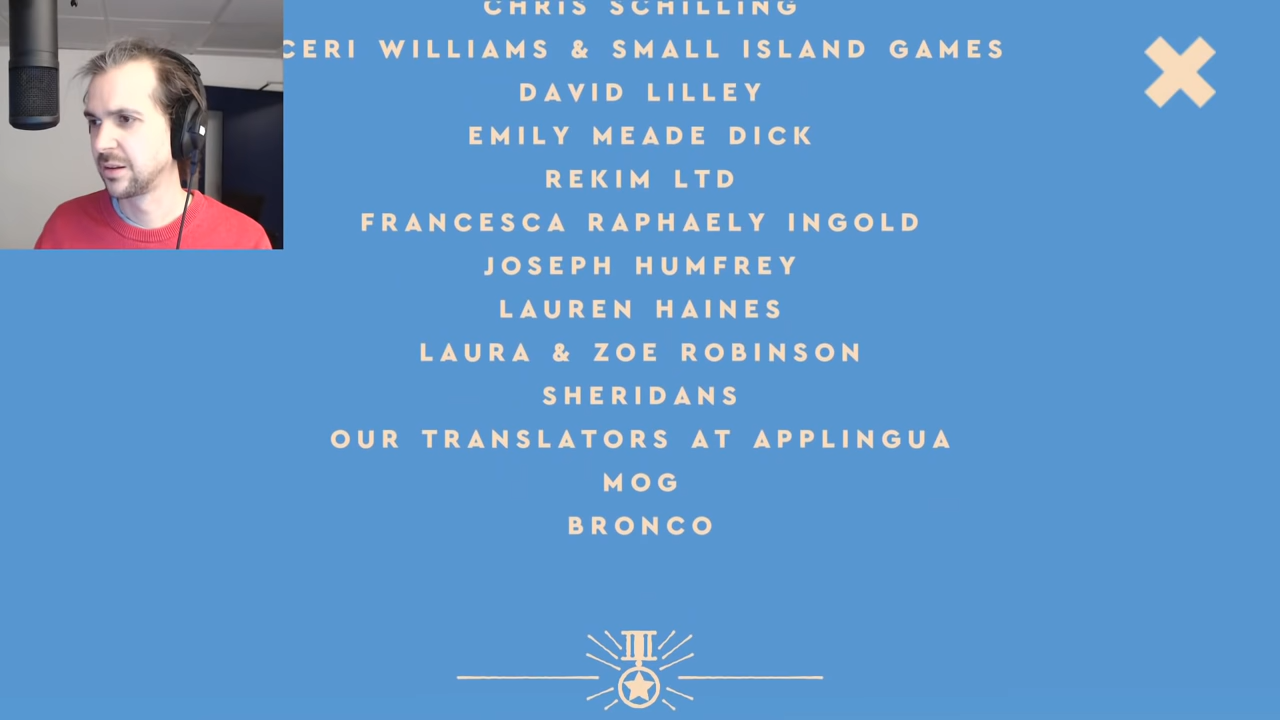 CHRIS SCHILLING
CERI WILLIAMS & SMALL ISLAND GAMES
DAVID LILLEY
EMILY MEADE DICK
REKIM LTD
FRANCESCA RAPHAELY INGOLD
JOSEPH HUMFREY
LAUREN HAINES
LAURA & ZOE ROBINSON
SHERIDANS
OUR TRANSLATORS AT APPLINGUA
MOG
BRONCO